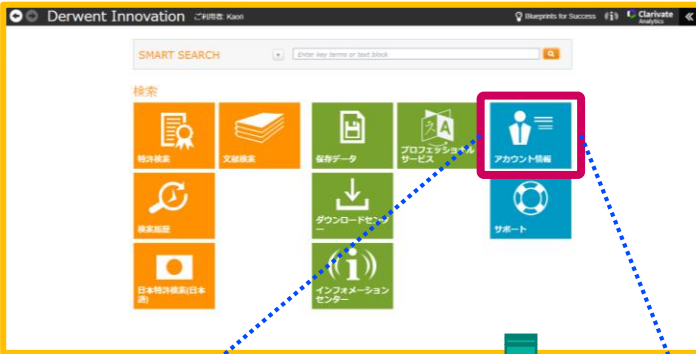 Derwent Innovation ご利用者: Kaori
Blueprints for Success
Clarivate
Analytics
SMART SEARCH
Enter key terms or text block
検索
特許検索
文献検索
保存データ
プロフェッショナル
サービス
アカウント情報
検索履歴
ダウンロードセンタ
ー
サポート
日本特許検索(日本
語)
インフォメーション
センター